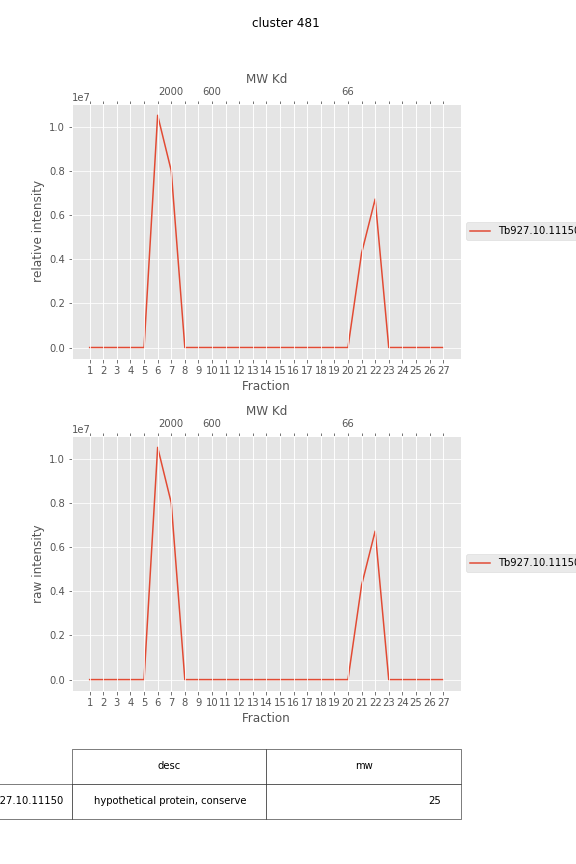 cluster 481
MW Kd
1e7
2000 600 66
1.0
0.8
0.6
0.4
0.2
0.0
relative intensity
Tb927.10.11150
1 2 3 4 5 6 7 8 9 10 11 12 13 14 15 16 17 18 19 20 21 22 23 24 25 26 27
Fraction
MW Kd
1e7
2000 600 66
1.0
0.8
0.6
0.4
0.2
0.0
raw intensity
Tb927.10.11150
1 2 3 4 5 6 7 8 9 10 11 12 13 14 15 16 17 18 19 20 21 22 23 24 25 26 27
Fraction
desc mw
27.10.11150 hypothetical protein, conserve 25